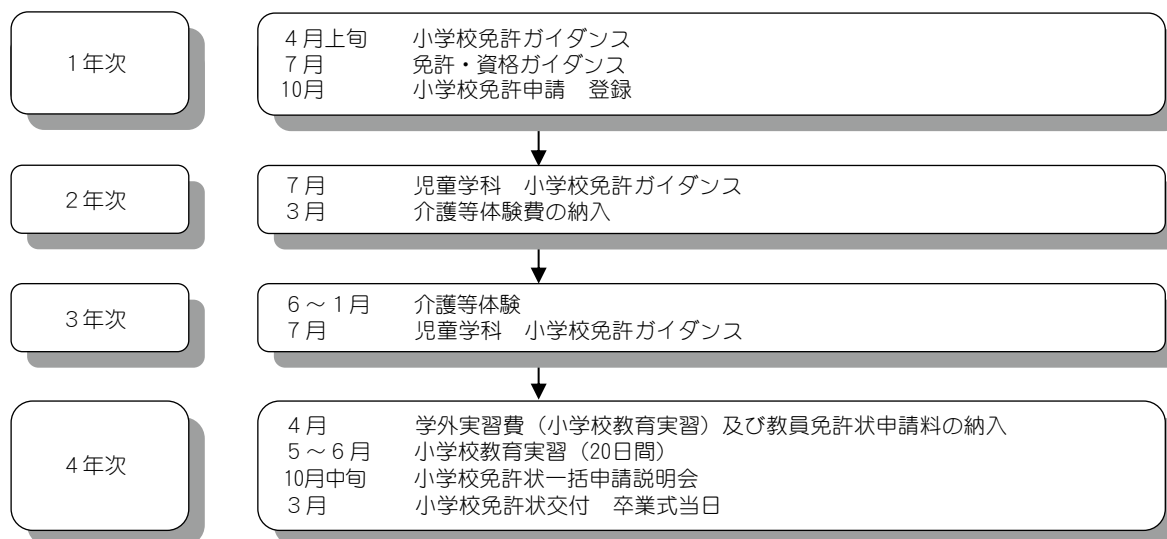 1年次
4月上旬 小学校免許ガイダンス
7月 免許・資格ガイダンス
10月 小学校免許申請 登録
2年次
7月 児童学科 小学校免許ガイダンス
3月 介護等体験費の納入
3年次
6～1月 介護等体験
7月 児童学科 小学校免許ガイダンス
4年次
4月 学外実習費（小学校教育実習）及び教員免許状申請料の納入
5～6月 小学校教育実習（20日間）
10月中旬 小学校免許状一括申請説明会
3月 小学校免許状交付 卒業式当日